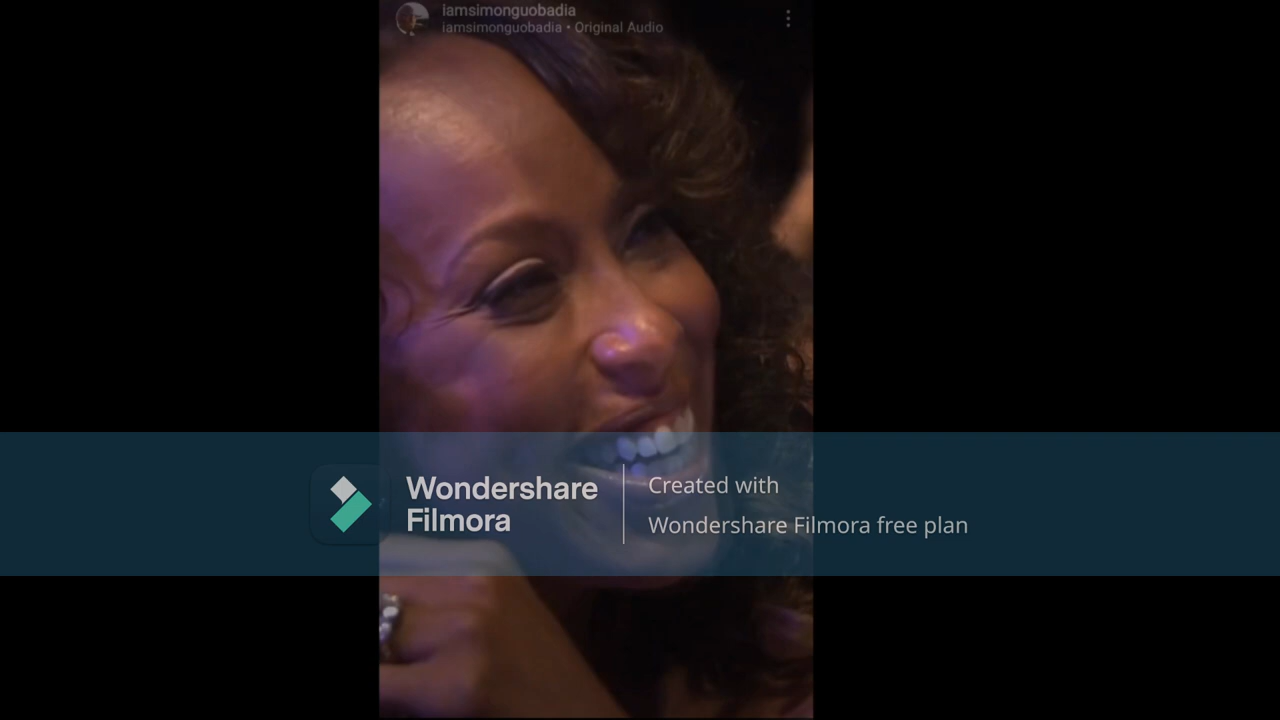 iamsimonguobadia
iamsimonguobadia • Original Audio
Wondershare
Filmora
Created with
Wondershare Filmora free plan